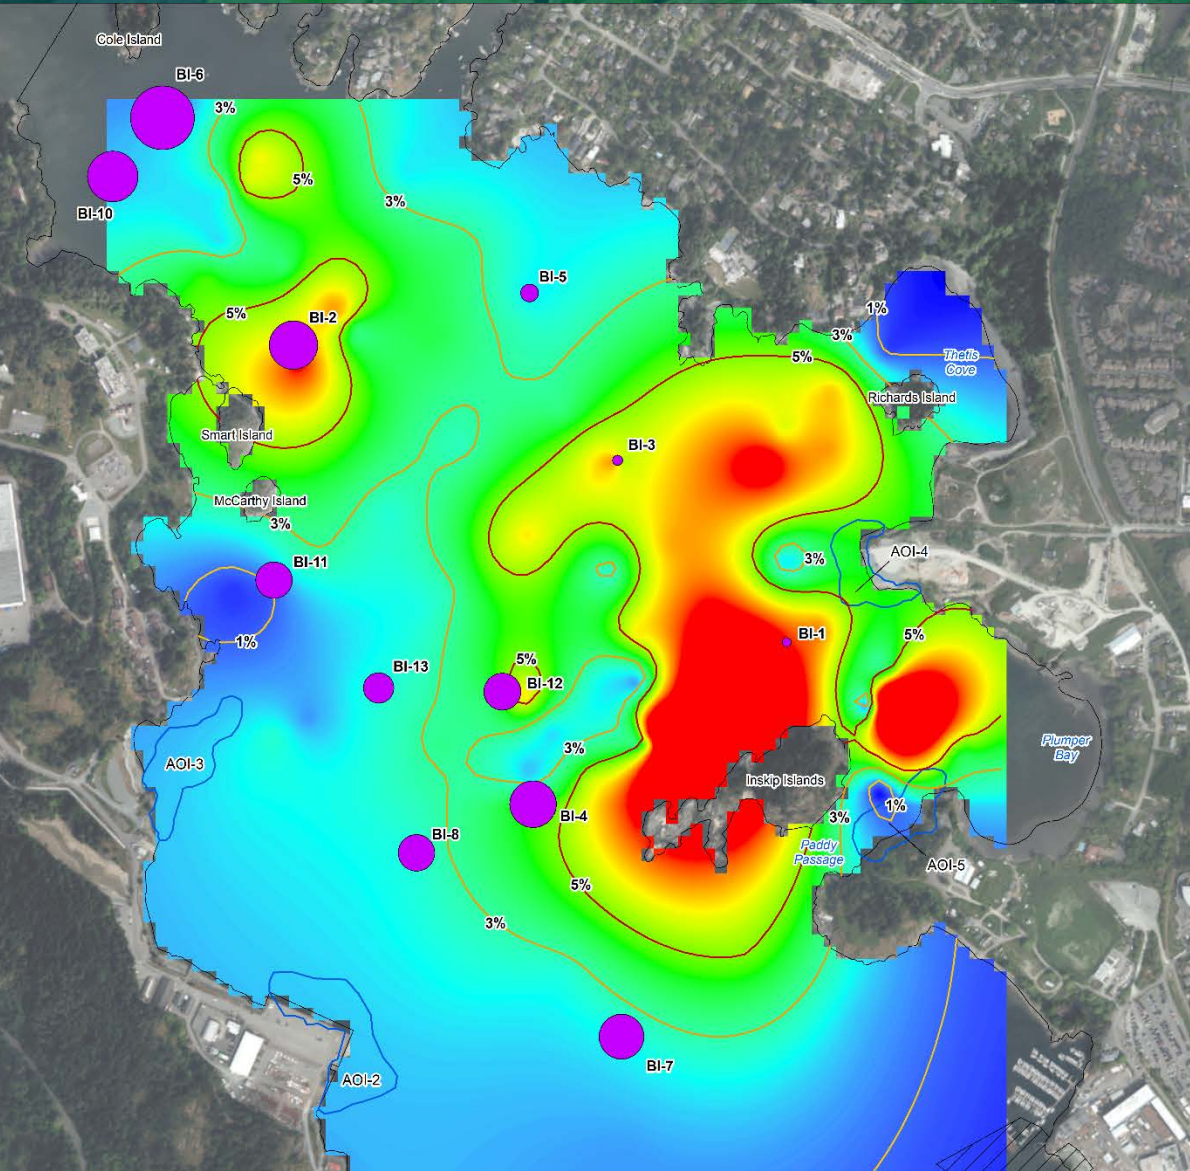 Cole Island
BI-6
3%
5%
BI-10
3%
BI-5
5%
BI-2
1%
3%
5%
Thetis
Cove
Richards Island
Smart Island
BI-3
McCarthy Island
3%
BI-11
3%
AOI-4
1%
BI-1
5%
BI-13
5%
BI-12
3%
Plumper
Bay
AOI-3
Inskip Islands
BI-4
1%
3%
BI-8
Paddy
Passage
AOI-5
5%
3%
BI-7
AOI-2